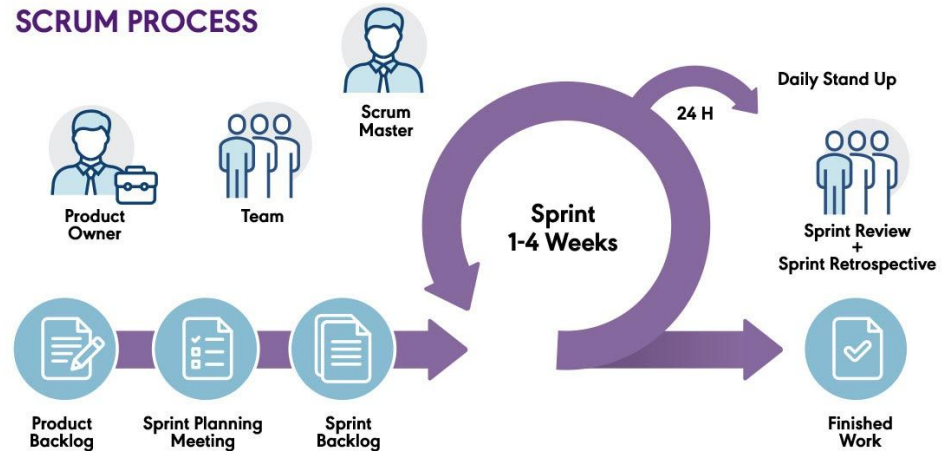 SCRUM PROCESS
Scrum
Master
Product
Owner
Team
Daily Stand Up
24 H
Sprint
1-4 Weeks
Sprint Review
+
Sprint Retrospective
Product
Backlog
Sprint Planning
Meeting
Sprint
Backlog
Finished
Work